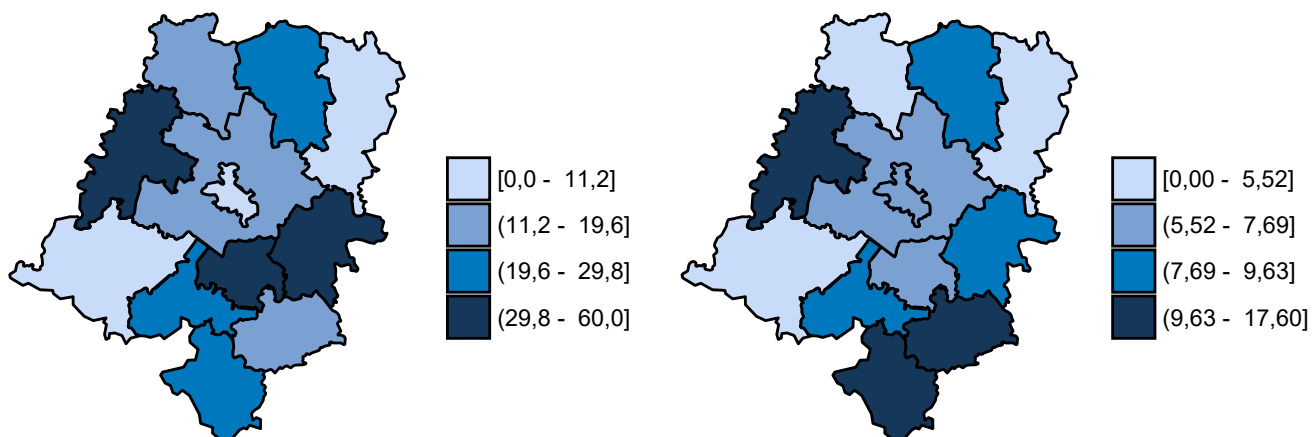 [0,0 - 11,2]
(11,2 - 19,6]
(19,6 - 29,8]
(29,8 - 60,0]
[0,00 - 5,52]
(5,52 - 7,69]
(7,69 - 9,63]
(9,63 - 17,60]